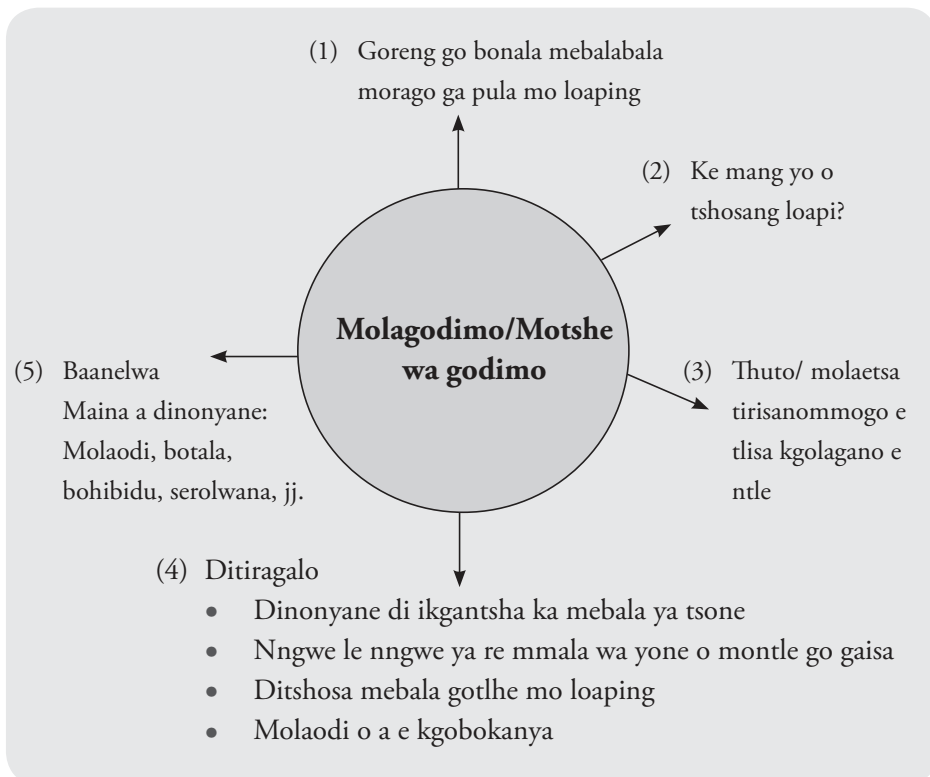 (1) Goreng go bonala mebalabala
morago ga pula mo loaping
(2) Ke mang yo o
tshosang loapi?
Molagodimo/Motshe
wa godimo
(3) Thuto/ molaetsa
tirisanommogo e
tlisa kgolagano e
ntle
(5) Baanelwa
Maina a dinonyane:
Molaodi, botala,
bohibidu, serolwana, jj.
(4) Ditiragalo
• Dinonyane di ikgantsha ka mebala ya tsone
• Nngwe le nngwe ya re mmala wa yone o montle go gaisa
• Ditshosa mebala gotlhe mo loaping
• Molaodi o a e kgobokanya